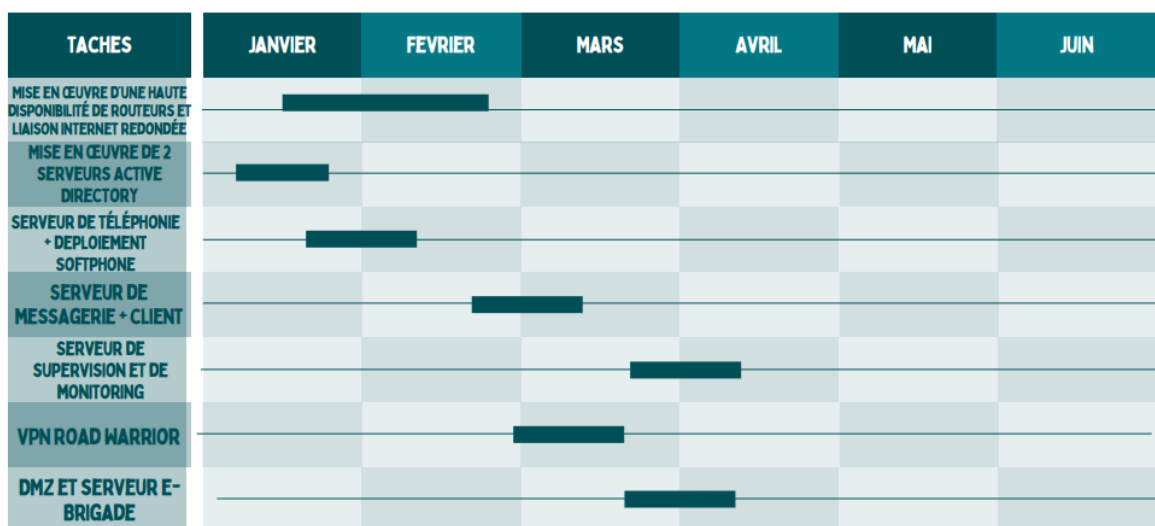 TACHES JANVIER FEVRIER MARS AVRIL MAI JUIN
MISE EN ŒUVRE D'UNE HAUTE
DISPONIBILITÉ DE ROUTEURS ET
LIAISON INTERNET REDONDÉE
MISE EN ŒUVRE DE 2
SERVEURS ACTIVE
DIRECTORY
SERVEUR DE TÉLÉPHONIE
+ DEPLOIEMENT
SOFTPHONE
SERVEUR DE
MESSAGERIE + CLIENT
SERVEUR DE
SUPERVISION ET DE
MONITORING
VPN ROAD WARRIOR
DMZ ET SERVEUR E-
BRIGADE